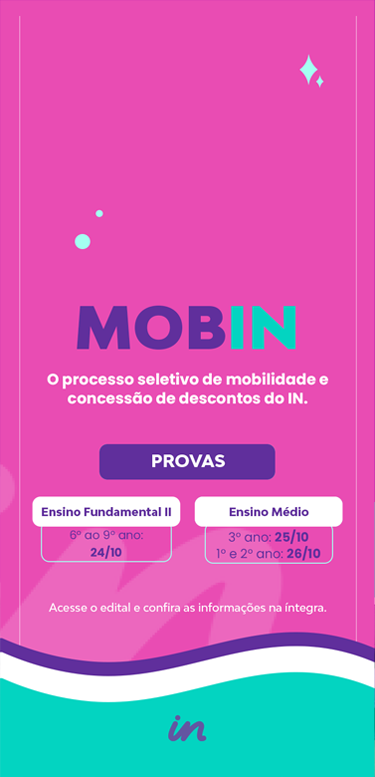 MOBIN
O processo seletivo de mobilidade e
concessão de descontos do IN.
PROVAS
Ensino Fundamental II
6º ao 9º ano:
24/10
Ensino Médio
3º ano: 25/10
1º e 2º ano: 26/10
Acesse o edital e confira as informações na íntegra.
in